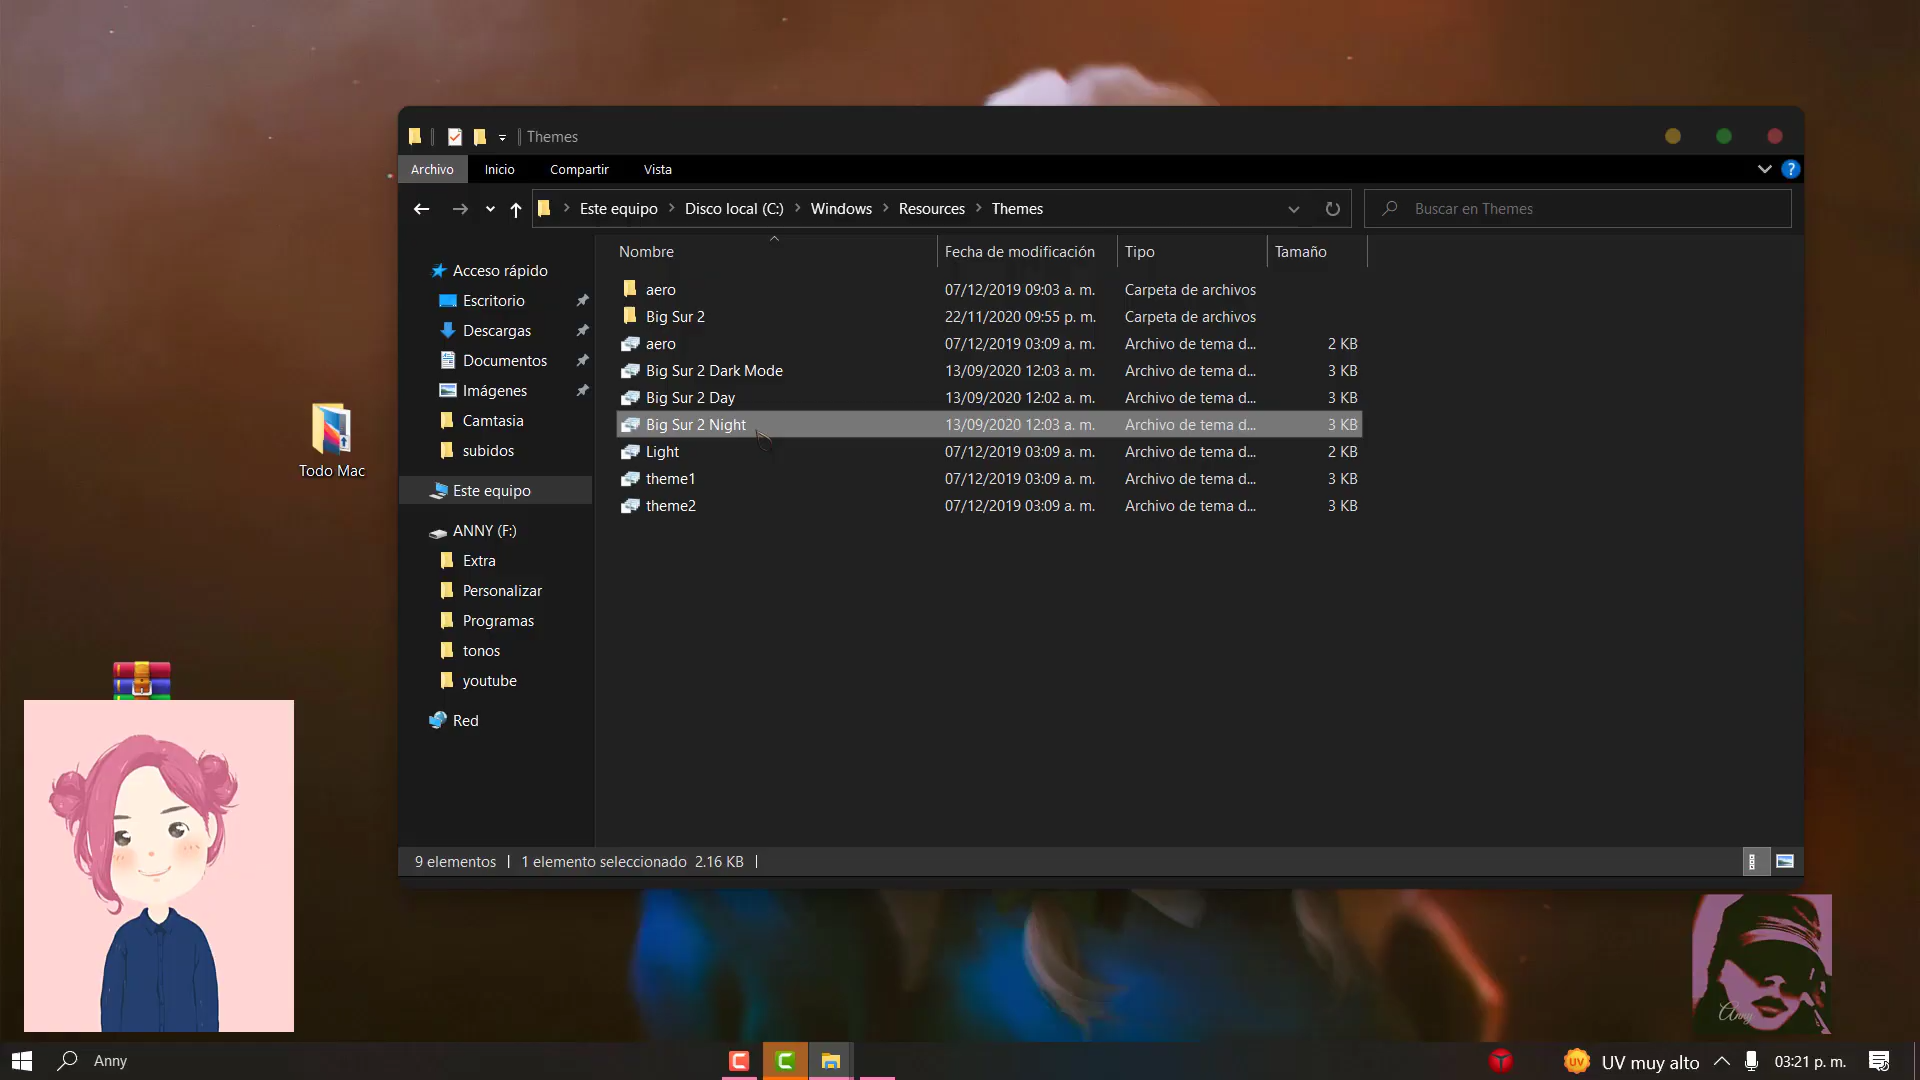 Themes
Archivo Inicio Compartir Vista ?
Este equipo Disco local (C:) Windows Resources Themes Buscar en Themes
Nombre Fecha de modificación Tipo Tamaño
Acceso rápido
Escritorio
Descargas
Documentos
Imágenes
Camtasia
subidos
Este equipo
ANNY (F:)
Extra
Personalizar
Programas
tonos
youtube
Red
aero 07/12/2019 09:03 a. m. Carpeta de archivos
Big Sur 2 22/11/2020 09:55 p. m. Carpeta de archivos
aero 07/12/2019 03:09 a. m. Archivo de tema d... 2 KB
Big Sur 2 Dark Mode 13/09/2020 12:03 a. m. Archivo de tema d... 3 KB
Big Sur 2 Day 13/09/2020 12:02 a. m. Archivo de tema d... 3 KB
Big Sur 2 Night 13/09/2020 12:03 a. m. Archivo de tema d... 3 KB
Light 07/12/2019 03:09 a. m. Archivo de tema d... 2 KB
theme1 07/12/2019 03:09 a. m. Archivo de tema d... 3 KB
theme2 07/12/2019 03:09 a. m. Archivo de tema d... 3 KB
Todo Mac
9 elementos 1 elemento seleccionado 2.16 KB
Anny
Anny UV UV muy alto 03:21 p. m.